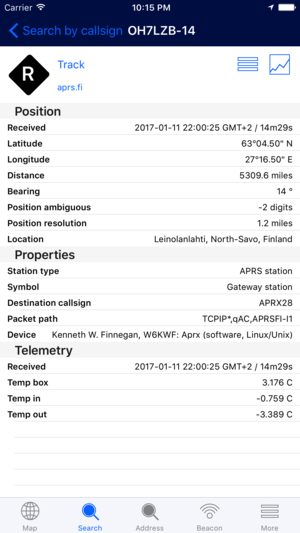 Carrier 10:15 PM
Search by callsign OH7LZB-14
R
Track
aprs.fi
Position
Received 2017-01-11 22:00:25 GMT+2 / 14m29s
Latitude 63°04.50" N
Longitude 27°16.50" E
Distance 5309.6 miles
Bearing 14 °
Position ambiguous -2 digits
Position resolution 1.2 miles
Location Leinolanlahti, North-Savo, Finland
Properties
Station type APRS station
Symbol Gateway station
Destination callsign APRX28
Packet path TCPIP*,qAC,APRSFI-I1
Device Kenneth W. Finnegan, W6KWF: Aprx (software, Linux/Unix)
Telemetry
Received 2017-01-11 22:00:25 GMT+2 / 14m29s
Temp box 3.176 C
Temp in -0.759 C
Temp out -3.389 C
Map Search Address Beacon More